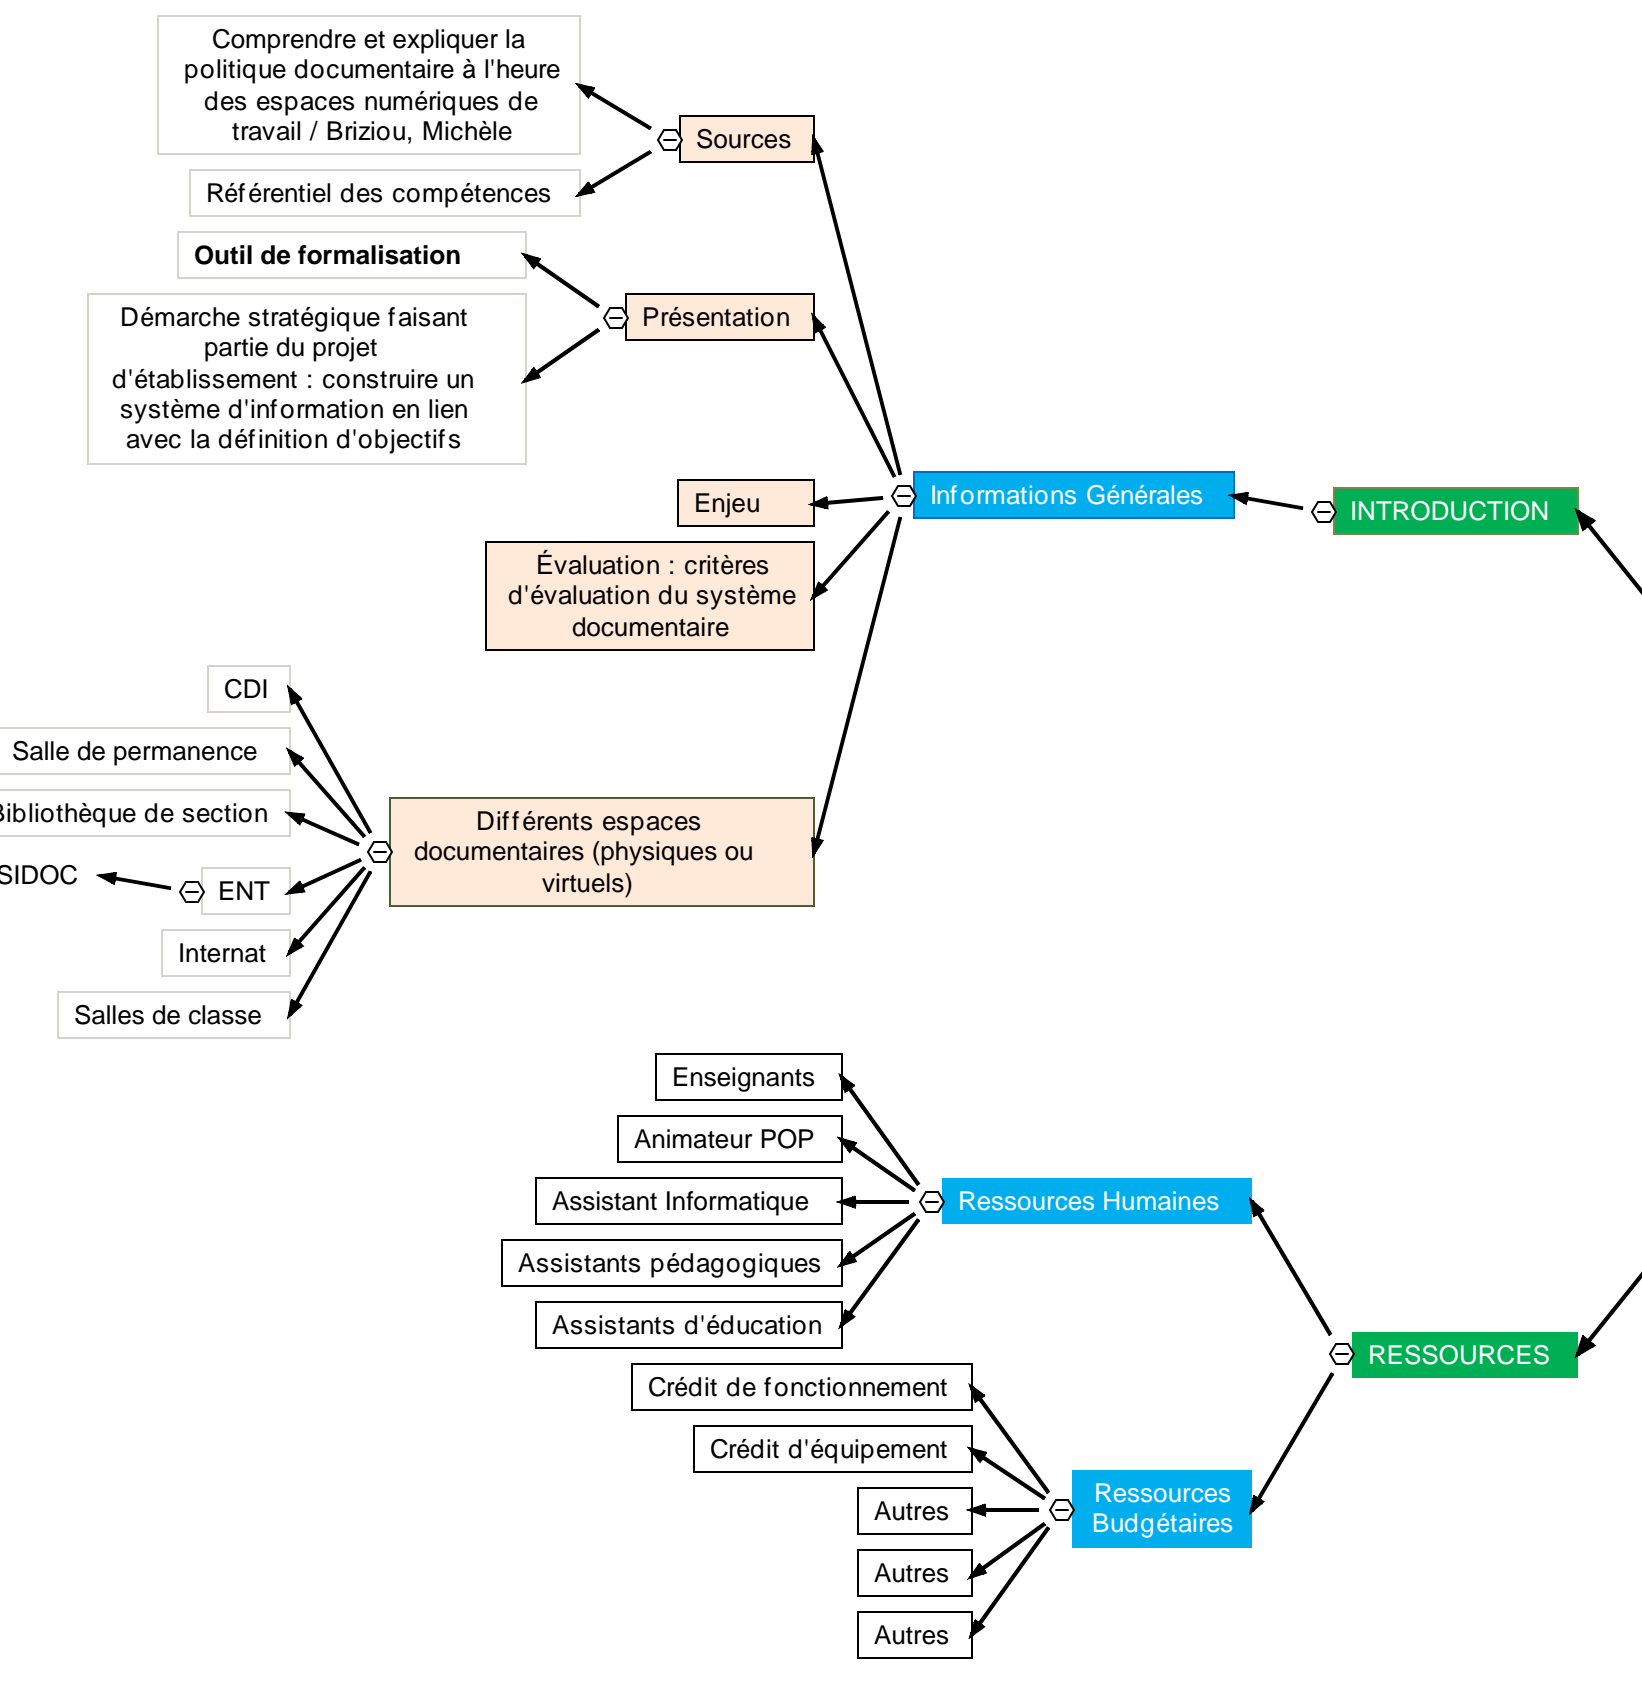 Comprendre et expliquer la
politique documentaire à l'heure
des espaces numériques de
travail / Briziou, Michèle
Sources
Référentiel des compétences
Outil de formalisation
Présentation
Démarche stratégique faisant
partie du projet
d'établissement : construire un
système d'information en lien
avec la définition d'objectifs
Informations Générales
INTRODUCTION
Enjeu
Évaluation : critères
d'évaluation du système
documentaire
CDI
Salle de permanence
Bibliothèque de section
Différents espaces
documentaires (physiques ou
virtuels)
SIDOC
ENT
Internat
Salles de classe
Enseignants
Animateur POP
Assistant Informatique
Assistants pédagogiques
Assistants d'éducation
Ressources Humaines
RESSOURCES
Crédit de fonctionnement
Crédit d'équipement
Autres
Autres
Autres
Ressources
Budgétaires